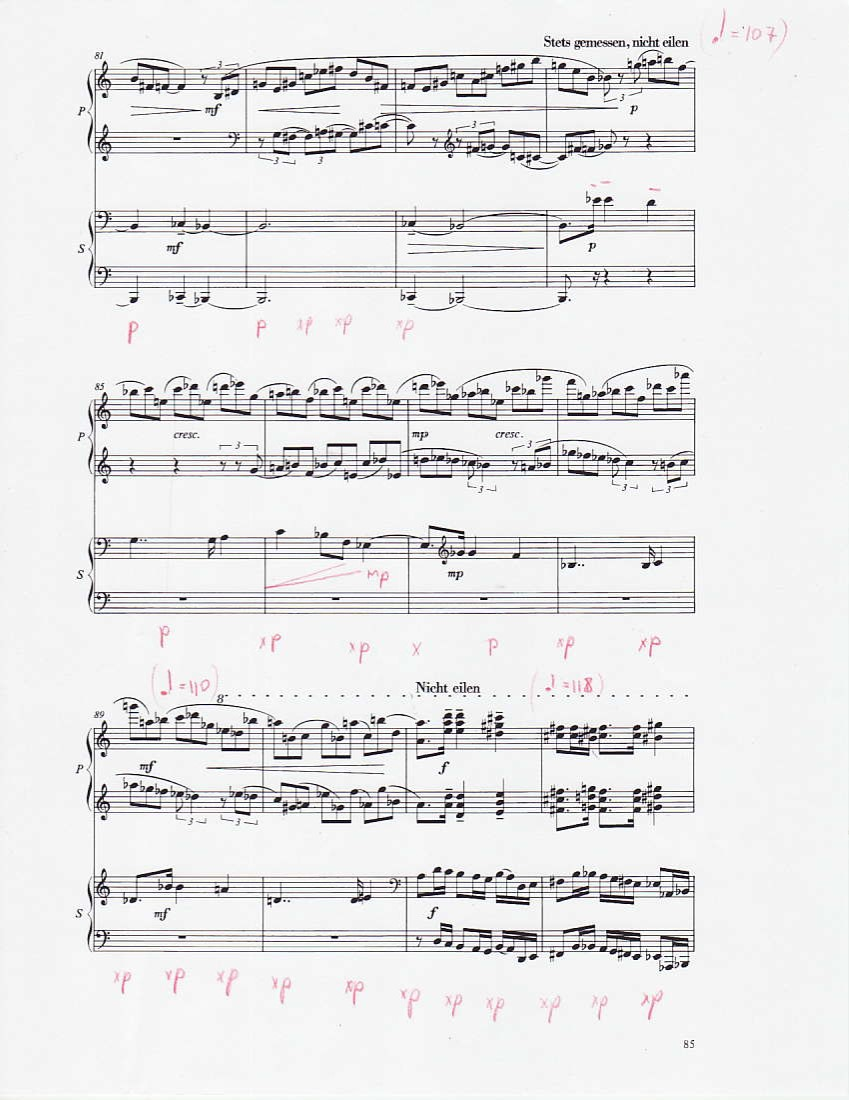 Stets gemessen, nicht eilen (♩=107)
81
3 3
P mf p
3 3 3
S mf p
p p xp xp xp
85
P cresc. mp cresc.
3 3 3 3 3
S mp mp
p xp xp x p xp xp
(♩=110) 8 Nicht eilen (♩=118)
89
P mf f
3 3
S mf f
xp xp xp xp xp xp xp xp xp xp xp
85